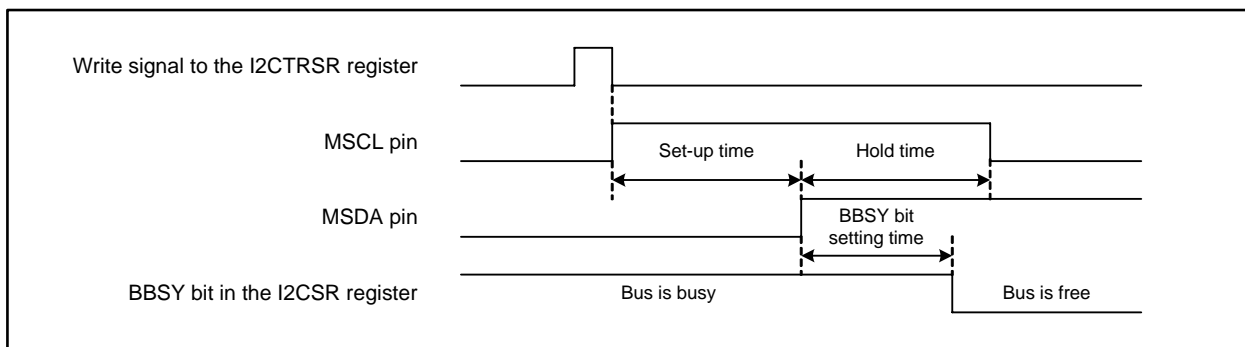 Write signal to the I2CTRSR register
MSCL pin
Set-up time
Hold time
MSDA pin
BBSY bit
setting time
BBSY bit in the I2CSR register
Bus is busy
Bus is free